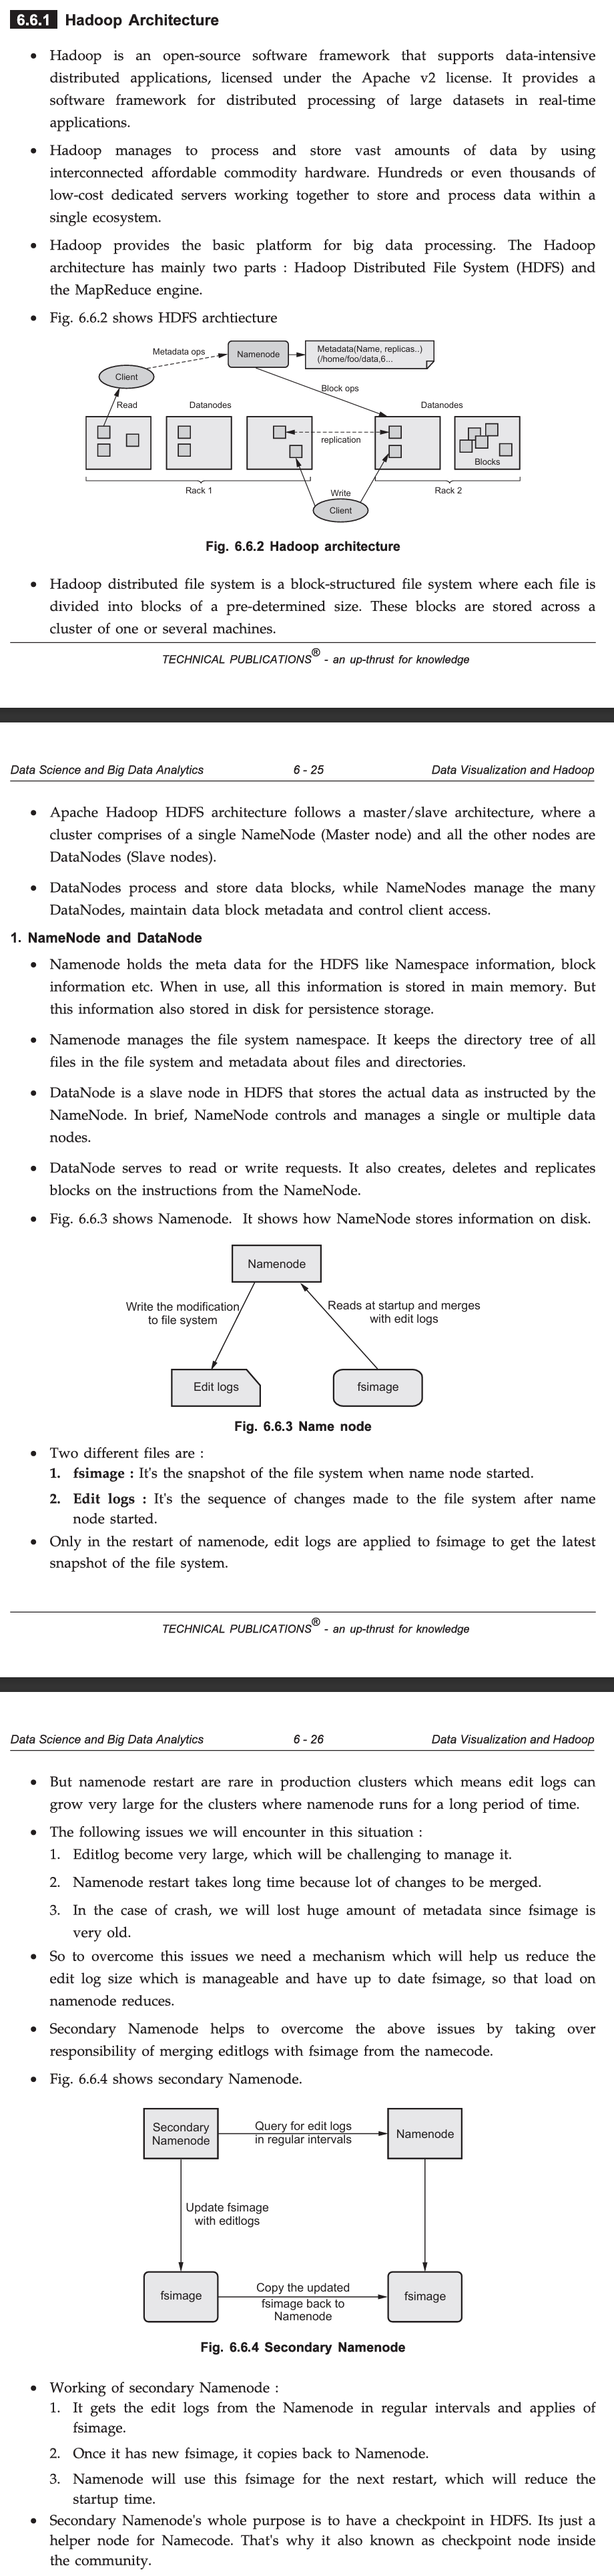 6.6.1 Hadoop Architecture
• Hadoop is an open-source software framework that supports data-intensive
distributed applications, licensed under the Apache v2 license. It provides a
software framework for distributed processing of large datasets in real-time
applications.
• Hadoop manages to process and store vast amounts of data by using
interconnected affordable commodity hardware. Hundreds or even thousands of
low-cost dedicated servers working together to store and process data within a
single ecosystem.
• Hadoop provides the basic platform for big data processing. The Hadoop
architecture has mainly two parts : Hadoop Distributed File System (HDFS) and
the MapReduce engine.
• Fig. 6.6.2 shows HDFS archtiecture
Metadata ops
Namenode
Metadata(Name, replicas..)
(/home/foo/data,6...
Client
Block ops
Read
Datanodes
Datanodes
replication
Blocks
Rack 1
Write
Rack 2
Client
Fig. 6.6.2 Hadoop architecture
• Hadoop distributed file system is a block-structured file system where each file is
divided into blocks of a pre-determined size. These blocks are stored across a
cluster of one or several machines.
TECHNICAL PUBLICATIONS® - an up-thrust for knowledge
Data Science and Big Data Analytics 6 - 25 Data Visualization and Hadoop
• Apache Hadoop HDFS architecture follows a master/slave architecture, where a
cluster comprises of a single NameNode (Master node) and all the other nodes are
DataNodes (Slave nodes).
• DataNodes process and store data blocks, while NameNodes manage the many
DataNodes, maintain data block metadata and control client access.
1. NameNode and DataNode
• Namenode holds the meta data for the HDFS like Namespace information, block
information etc. When in use, all this information is stored in main memory. But
this information also stored in disk for persistence storage.
• Namenode manages the file system namespace. It keeps the directory tree of all
files in the file system and metadata about files and directories.
• DataNode is a slave node in HDFS that stores the actual data as instructed by the
NameNode. In brief, NameNode controls and manages a single or multiple data
nodes.
• DataNode serves to read or write requests. It also creates, deletes and replicates
blocks on the instructions from the NameNode.
• Fig. 6.6.3 shows Namenode. It shows how NameNode stores information on disk.
Namenode
Write the modification
to file system
Reads at startup and merges
with edit logs
Edit logs
fsimage
Fig. 6.6.3 Name node
• Two different files are :
1. fsimage : It's the snapshot of the file system when name node started.
2. Edit logs : It's the sequence of changes made to the file system after name
node started.
• Only in the restart of namenode, edit logs are applied to fsimage to get the latest
snapshot of the file system.
TECHNICAL PUBLICATIONS® - an up-thrust for knowledge
Data Science and Big Data Analytics 6 - 26 Data Visualization and Hadoop
• But namenode restart are rare in production clusters which means edit logs can
grow very large for the clusters where namenode runs for a long period of time.
• The following issues we will encounter in this situation :
1. Editlog become very large, which will be challenging to manage it.
2. Namenode restart takes long time because lot of changes to be merged.
3. In the case of crash, we will lost huge amount of metadata since fsimage is
very old.
• So to overcome this issues we need a mechanism which will help us reduce the
edit log size which is manageable and have up to date fsimage, so that load on
namenode reduces.
• Secondary Namenode helps to overcome the above issues by taking over
responsibility of merging editlogs with fsimage from the namecode.
• Fig. 6.6.4 shows secondary Namenode.
Secondary
Namenode
Query for edit logs
in regular intervals
Namenode
Update fsimage
with editlogs
fsimage
Copy the updated
fsimage back to
Namenode
fsimage
Fig. 6.6.4 Secondary Namenode
• Working of secondary Namenode :
1. It gets the edit logs from the Namenode in regular intervals and applies of
fsimage.
2. Once it has new fsimage, it copies back to Namenode.
3. Namenode will use this fsimage for the next restart, which will reduce the
startup time.
• Secondary Namenode's whole purpose is to have a checkpoint in HDFS. Its just a
helper node for Namecode. That's why it also known as checkpoint node inside
the community.